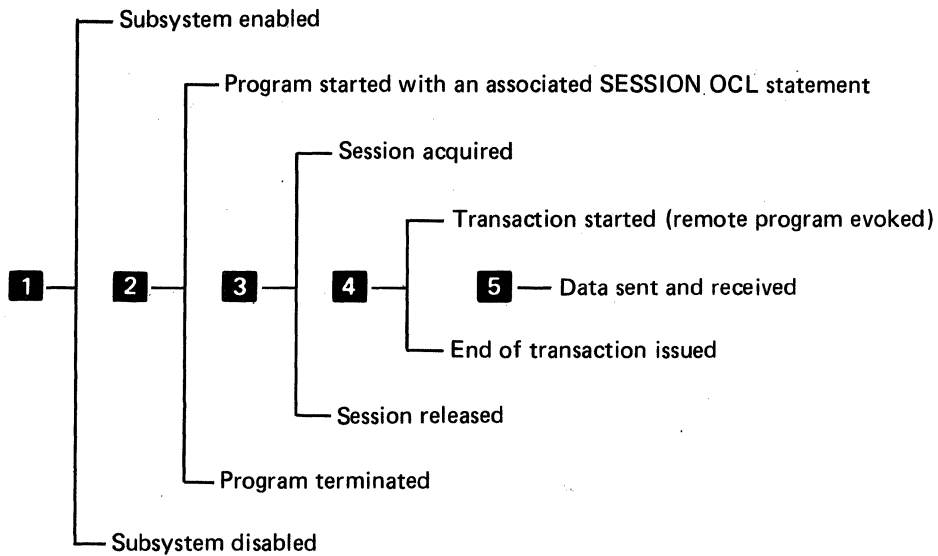 Subsystem enabled
Program started with an associated SESSION OCL statement
Session acquired
Transaction started (remote program evoked)
1 2 3 4 5 Data sent and received
End of transaction issued
Session released
Program terminated
Subsystem disabled